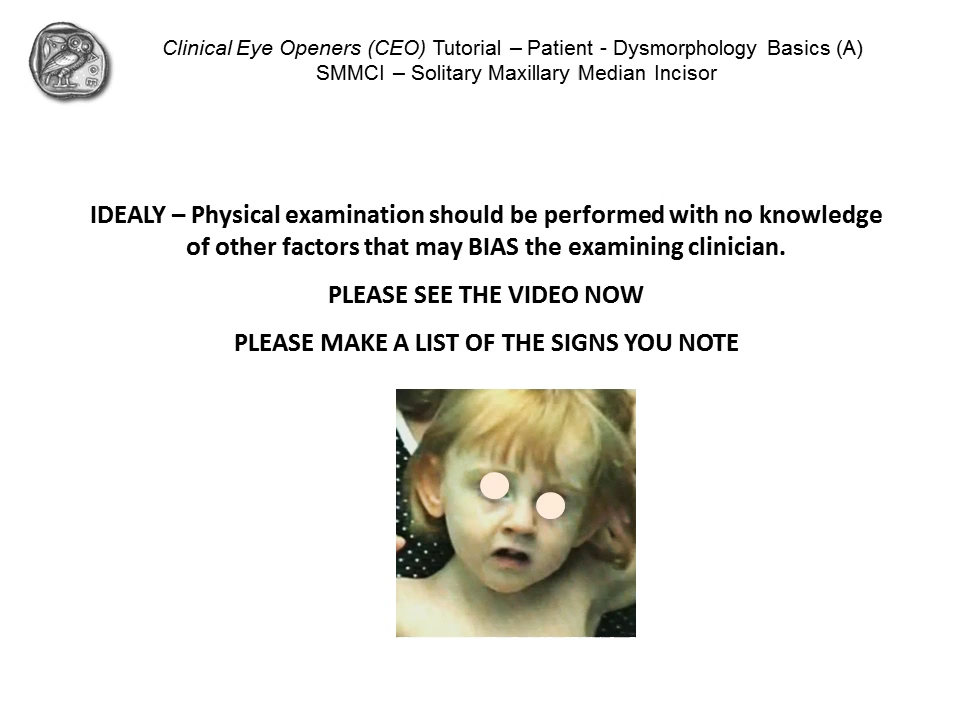 Clinical Eye Openers (CEO) Tutorial – Patient - Dysmorphology Basics (A)
SMMCI – Solitary Maxillary Median Incisor
IDEALY – Physical examination should be performed with no knowledge
of other factors that may BIAS the examining clinician.
PLEASE SEE THE VIDEO NOW
PLEASE MAKE A LIST OF THE SIGNS YOU NOTE